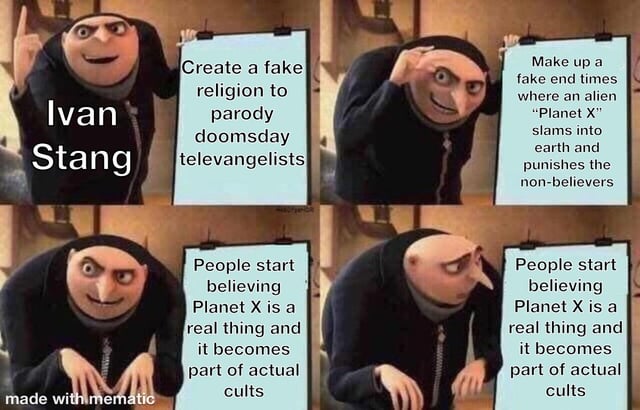 Ivan
Stang
Create a fake
religion to
parody
doomsday
televangelists
Make up a
fake end times
where an alien
“Planet X”
slams into
earth and
punishes the
non-believers
People start
believing
Planet X is a
real thing and
it becomes
part of actual
cults
People start
believing
Planet X is a
real thing and
it becomes
part of actual
cults
made with mematic